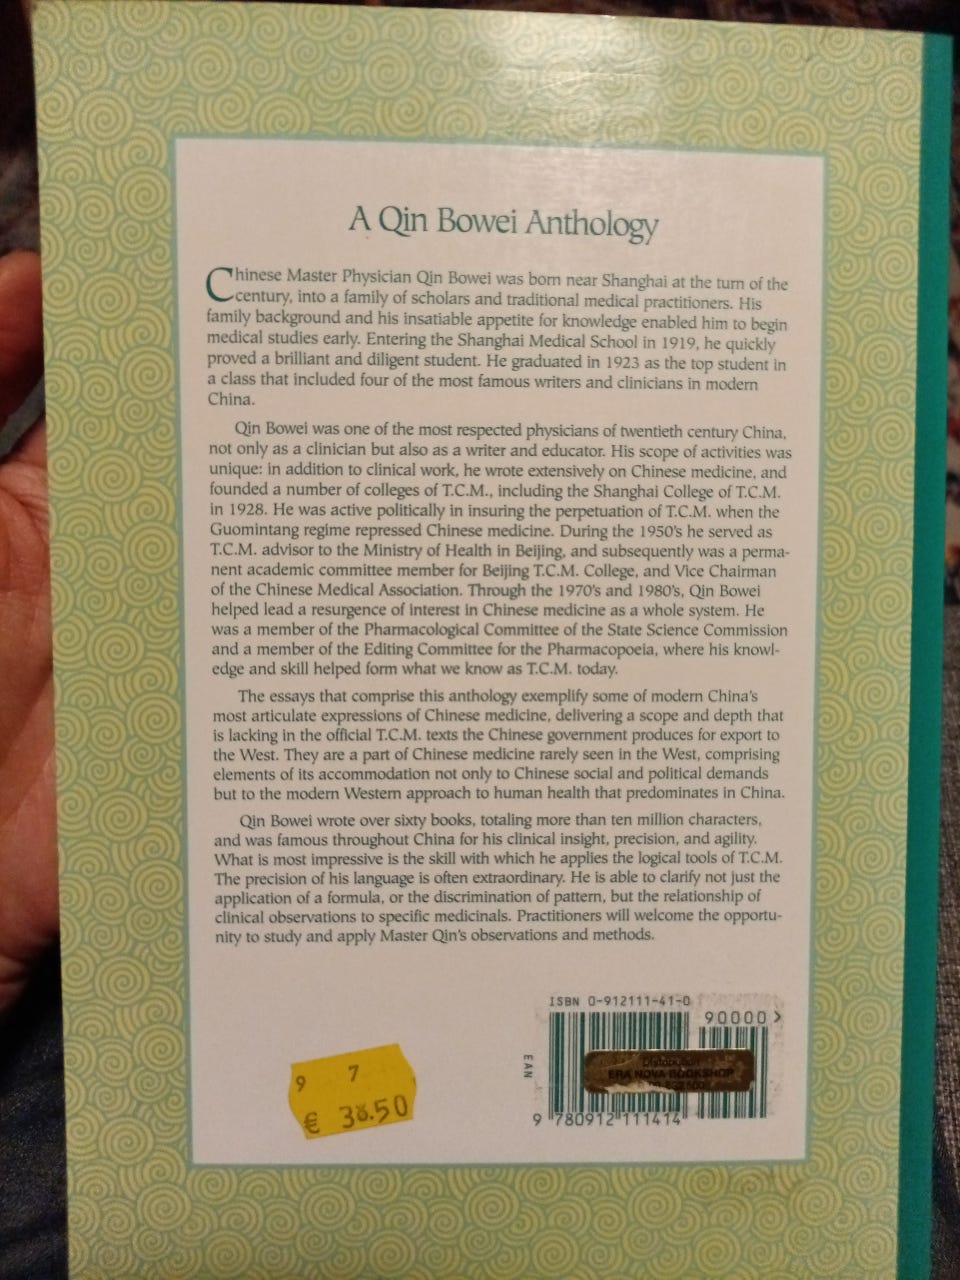 A Qin Bowei Anthology
Chinese Master Physician Qin Bowei was born near Shanghai at the turn of the
century, into a family of scholars and traditional medical practitioners. His
family background and his insatiable appetite for knowledge enabled him to begin
medical studies early. Entering the Shanghai Medical School in 1919, he quickly
proved a brilliant and diligent student. He graduated in 1923 as the top student in
a class that included four of the most famous writers and clinicians in modern
China.
Qin Bowei was one of the most respected physicians of twentieth century China,
not only as a clinician but also as a writer and educator. His scope of activities was
unique: in addition to clinical work, he wrote extensively on Chinese medicine, and
founded a number of colleges of T.C.M., including the Shanghai College of T.C.M.
in 1928. He was active politically in insuring the perpetuation of T.C.M. when the
Guomintang regime repressed Chinese medicine. During the 1950's he served as
T.C.M. advisor to the Ministry of Health in Beijing, and subsequently was a perma-
nent academic committee member for Beijing T.C.M. College, and Vice Chairman
of the Chinese Medical Association. Through the 1970's and 1980's, Qin Bowei
helped lead a resurgence of interest in Chinese medicine as a whole system. He
was a member of the Pharmacological Committee of the State Science Commission
and a member of the Editing Committee for the Pharmacopoeia, where his knowl-
edge and skill helped form what we know as T.C.M. today.
The essays that comprise this anthology exemplify some of modern China's
most articulate expressions of Chinese medicine, delivering a scope and depth that
is lacking in the official T.C.M. texts the Chinese government produces for export to
the West. They are a part of Chinese medicine rarely seen in the West, comprising
elements of its accommodation not only to Chinese social and political demands
but to the modern Western approach to human health that predominates in China.
Qin Bowei wrote over sixty books, totaling more than ten million characters,
and was famous throughout China for his clinical insight, precision, and agility.
What is most impressive is the skill with which he applies the logical tools of T.C.M.
The precision of his language is often extraordinary. He is able to clarify not just the
application of a formula, or the discrimination of pattern, but the relationship of
clinical observations to specific medicinals. Practitioners will welcome the opportu-
nity to study and apply Master Qin's observations and methods.
ISBN 0-912111-41-0
90000>
EAN
ERA NOVA BOOKSHOP
9 780912 111414
9 7
€